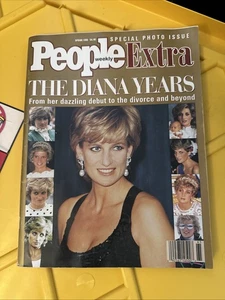 SPECIAL PHOTO ISSUE
People weekly Extra
THE DIANA YEARS
From her dazzling debut to the divorce and beyond